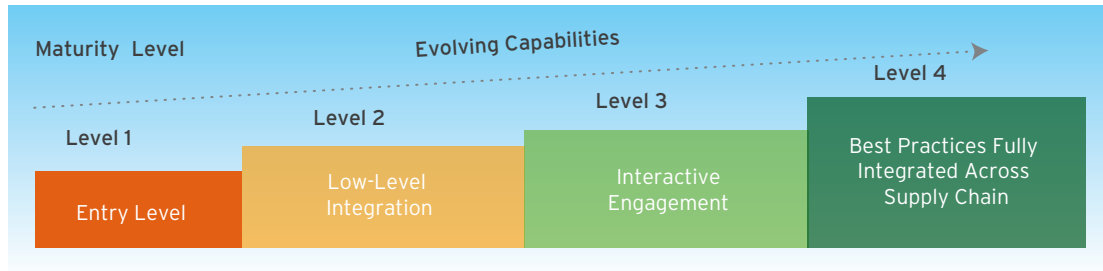 Maturity Level
Evolving Capabilities
Level 1
Level 2
Level 3
Level 4
Entry Level
Low-Level
Integration
Interactive
Engagement
Best Practices Fully
Integrated Across
Supply Chain